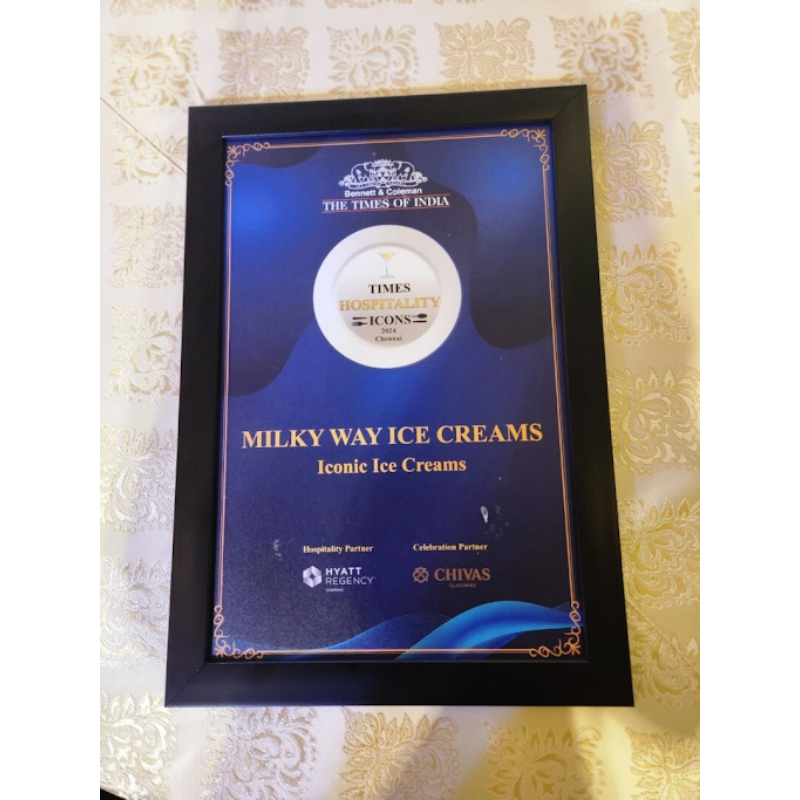 Bennett & Coleman
THE TIMES OF INDIA
TIMES
HOSPITALITY
ICONS
2024
Chennai
MILKY WAY ICE CREAMS
Iconic Ice Creams
Hospitality Partner
Celebration Partner
HYATT
REGENCY
CHIVAS
GLASSWARE